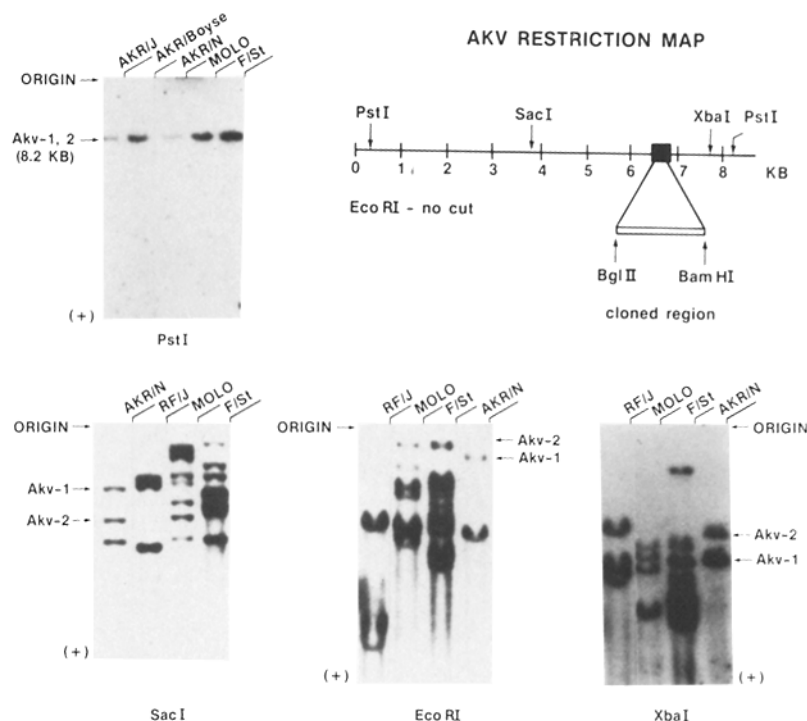 AKR/J
AKR/Boyse
AKR/N
MOLO
F/St
ORIGIN
Akv-1, 2
(8.2 KB)
(+)
PstI
AKV RESTRICTION MAP
PstI
SacI
XbaI
PstI
0 1 2 3 4 5 6 7 8 KB
Eco RI - no cut
Bgl II
Bam HI
cloned region
AKR/N
RF/J
MOLO
F/St
ORIGIN
Akv-1
Akv-2
(+)
Sac I
RF/J
MOLO
F/St
AKR/N
ORIGIN
Akv-2
Akv-1
(+)
Eco RI
RF/J
MOLO
F/St
AKR/N
ORIGIN
Akv-2
Akv-1
(+)
XbaI